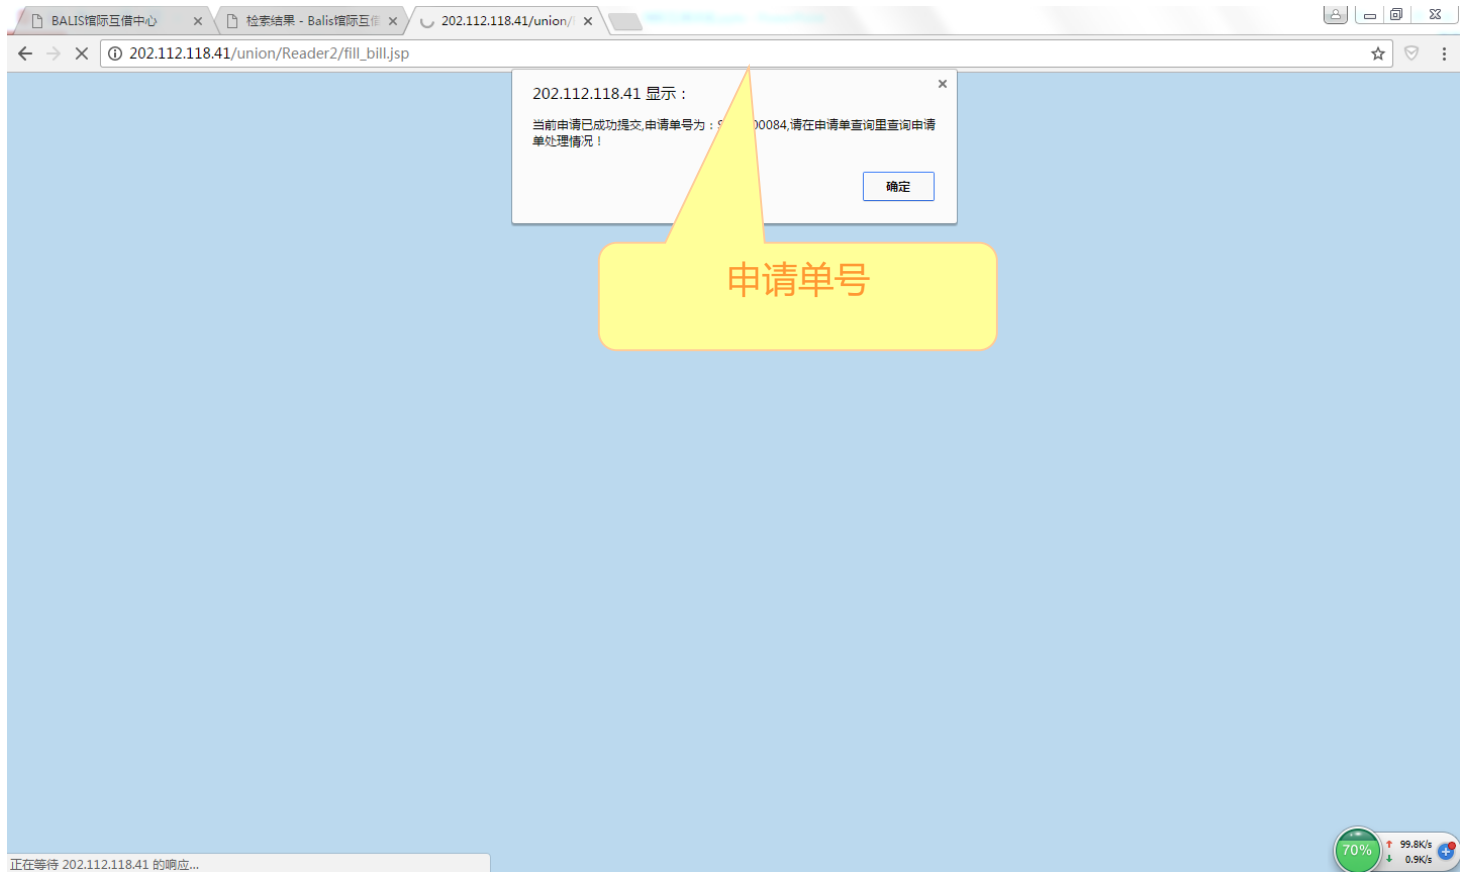 BALIS馆际互借中心
检索结果 - Balis馆际互借
202.112.118.41/union/
202.112.118.41/union/Reader2/fill_bill.jsp
202.112.118.41 显示：
当前申请已成功提交,申请单号为：9 00084,请在申请单查询里查询申请
单处理情况！
确定
申请单号
70%
99.8K/s
0.9K/s
正在等待 202.112.118.41 的响应...